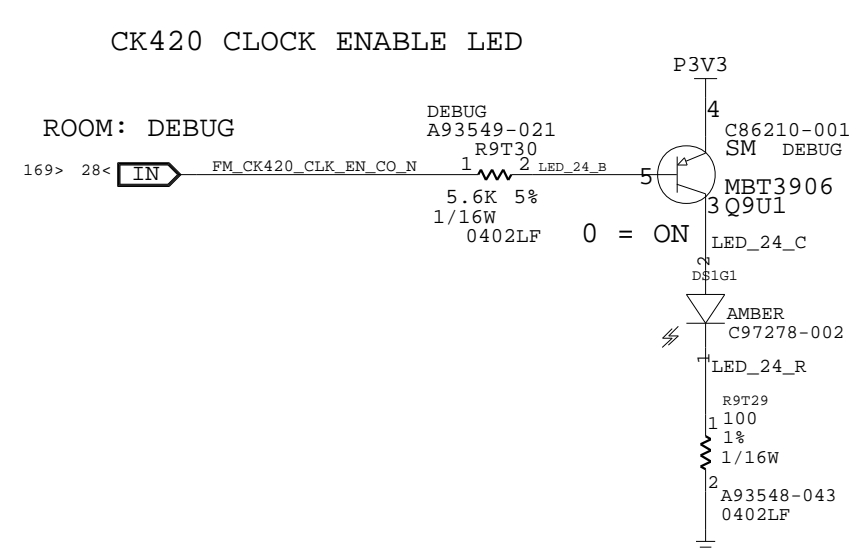 CK420 CLOCK ENABLE LED
P3V3
ROOM: DEBUG
169> 28< IN
FM_CK420_CLK_EN_CO_N
DEBUG
A93549-021
R9T30
1 2
LED_24_B
5.6K 5%
1/16W
0402LF
0 = ON
4
C86210-001
SM DEBUG
5
MBT3906
3 Q9U1
LED_24_C
2
DS1G1
AMBER
C97278-002
1
LED_24_R
R9T29
1 100
1%
1/16W
2
A93548-043
0402LF